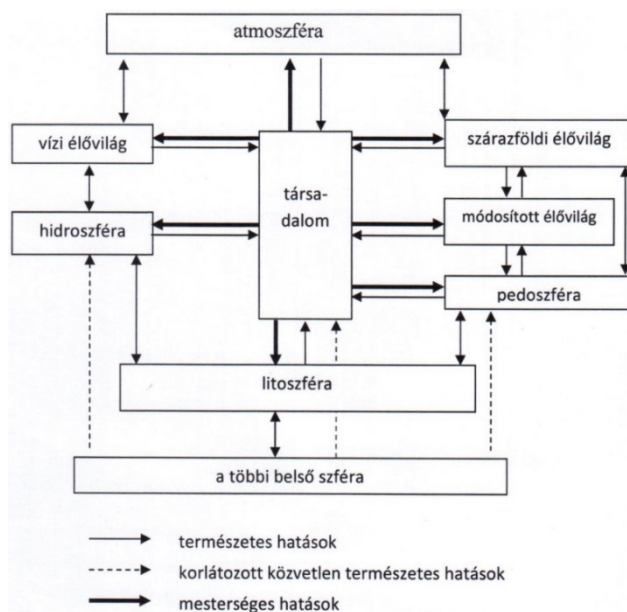 atmoszféra
vízi élővilág
szárazföldi élővilág
társa-
dalom
hidroszféra
módosított élővilág
pedoszféra
litoszféra
a többi belső szféra
természetes hatások
korlátozott közvetlen természetes hatások
mesterséges hatások